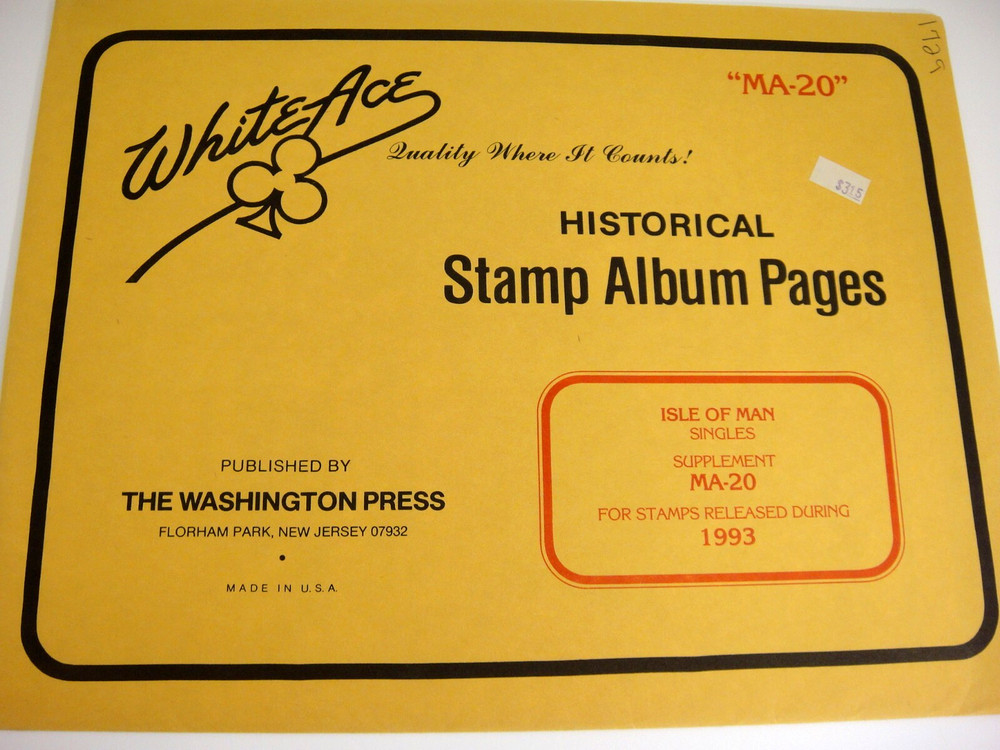 "MA-20"
White Ace
Quality Where It Counts!
$3.15
HISTORICAL
Stamp Album Pages
ISLE OF MAN
SINGLES
SUPPLEMENT
MA-20
FOR STAMPS RELEASED DURING
1993
PUBLISHED BY
THE WASHINGTON PRESS
FLORHAM PARK, NEW JERSEY 07932
•
MADE IN U.S.A.